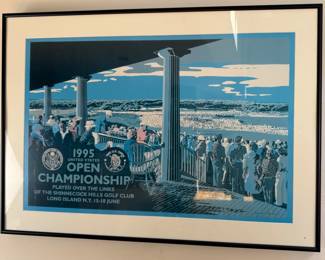 1995
UNITED STATES
OPEN
CHAMPIONSHIP
PLAYED OVER THE LINKS
OF THE SHINNECOCK HILLS GOLF CLUB
LONG ISLAND N.Y. 12-18 JUNE